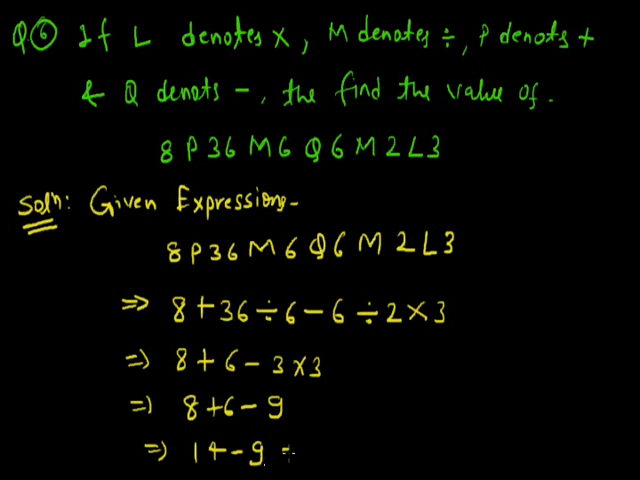 Q⑥ If L denotes ×, M denotes ÷, P denots +
& Q denots −, the find the value of.
8 P 36 M 6 Q 6 M 2 L 3
Soln: Given Expressions-
8 P 36 M 6 Q 6 M 2 L 3
⇒ 8 + 36 ÷ 6 − 6 ÷ 2 × 3
⇒ 8 + 6 − 3 × 3
⇒ 8 + 6 − 9
⇒ 14 − 9